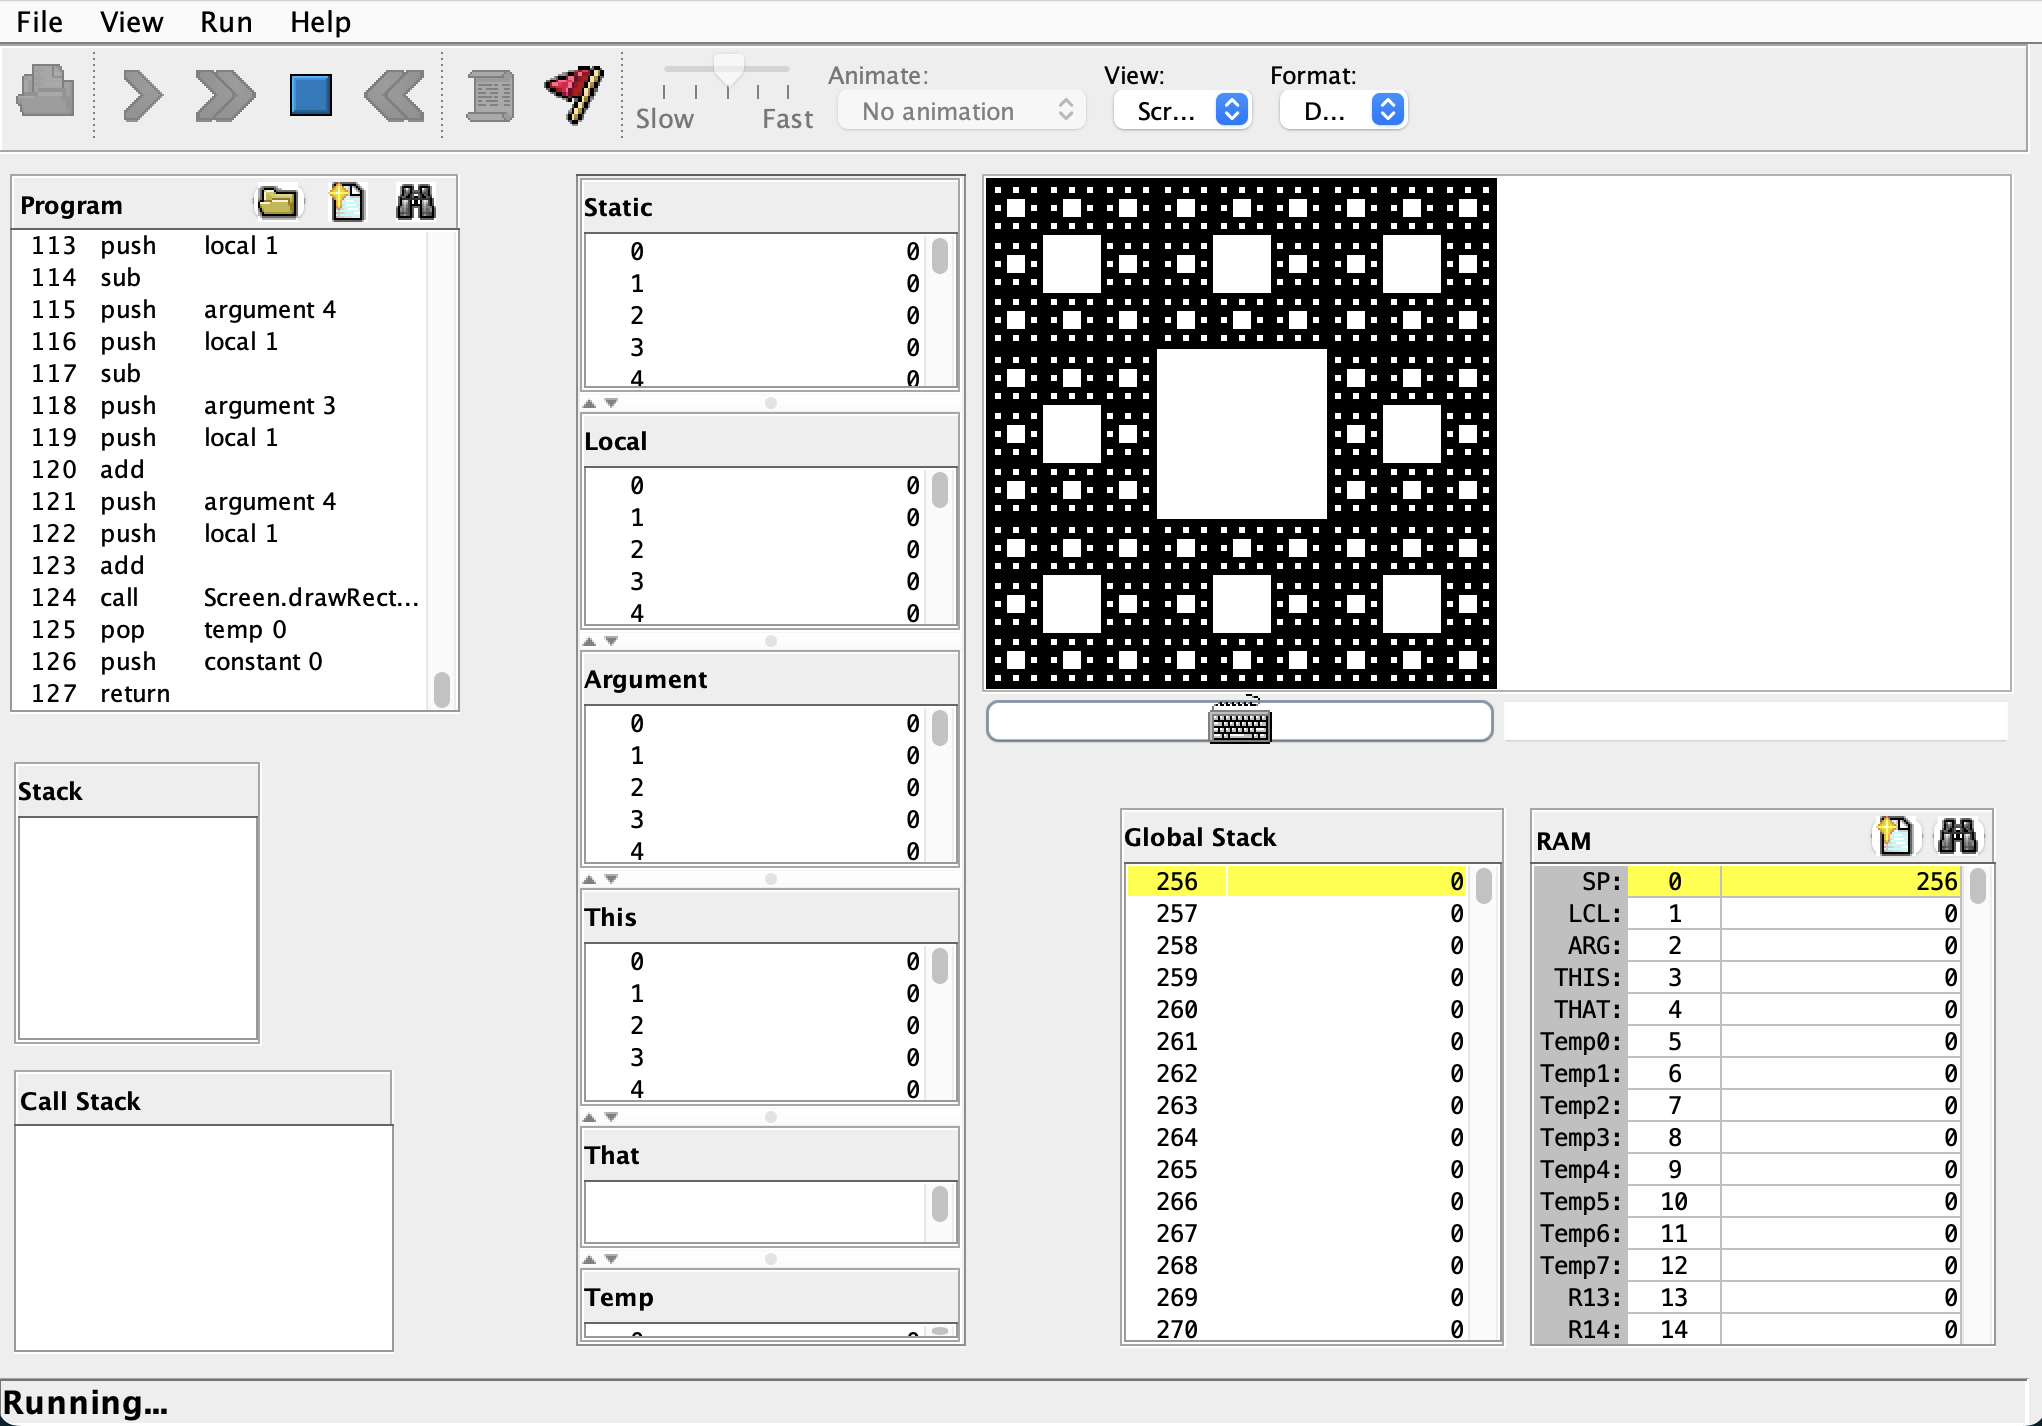 File View Run Help
Slow Fast
Animate:
No animation
View:
Scr...
Format:
D...
Program
113 push local 1
114 sub
115 push argument 4
116 push local 1
117 sub
118 push argument 3
119 push local 1
120 add
121 push argument 4
122 push local 1
123 add
124 call Screen.drawRect...
125 pop temp 0
126 push constant 0
127 return
Stack
Call Stack
Static
0 0
1 0
2 0
3 0
4 0
Local
0 0
1 0
2 0
3 0
4 0
Argument
0 0
1 0
2 0
3 0
4 0
This
0 0
1 0
2 0
3 0
4 0
That
Temp
Global Stack
256 0
257 0
258 0
259 0
260 0
261 0
262 0
263 0
264 0
265 0
266 0
267 0
268 0
269 0
270 0
RAM
SP: 0 256
LCL: 1 0
ARG: 2 0
THIS: 3 0
THAT: 4 0
Temp0: 5 0
Temp1: 6 0
Temp2: 7 0
Temp3: 8 0
Temp4: 9 0
Temp5: 10 0
Temp6: 11 0
Temp7: 12 0
R13: 13 0
R14: 14 0
Running...